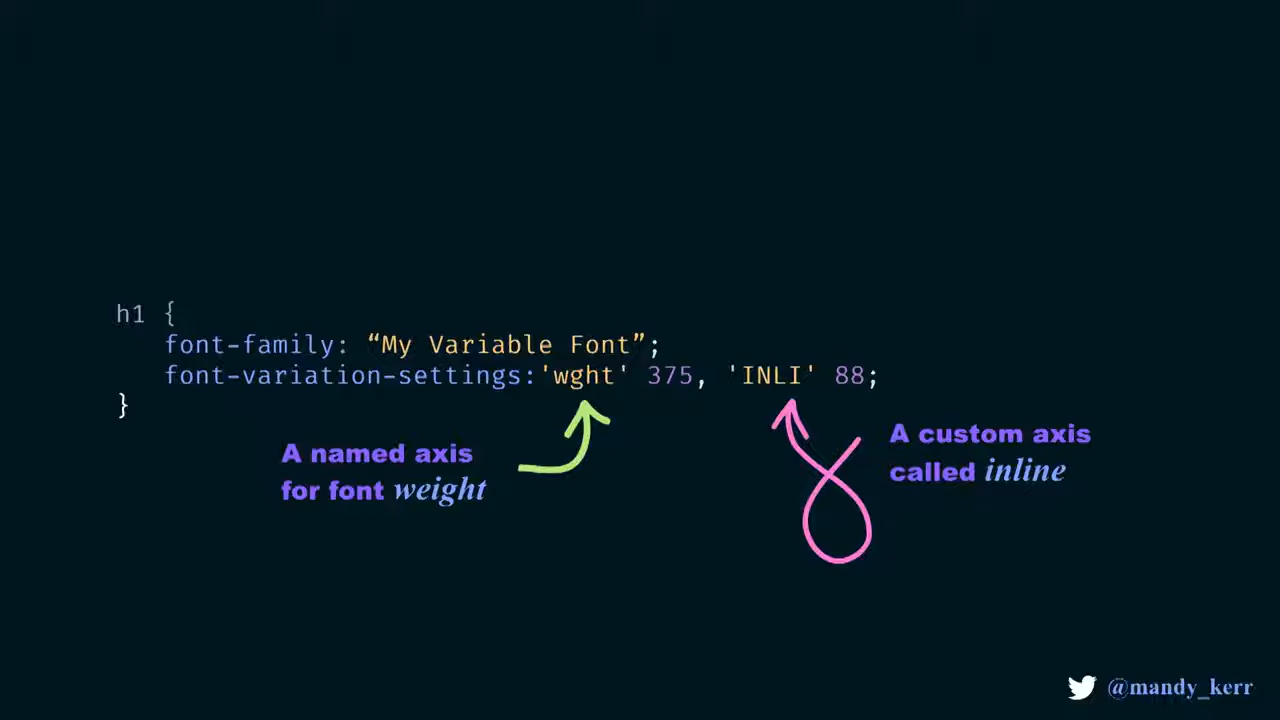 h1 {
font-family: “My Variable Font”;
font-variation-settings:'wght' 375, 'INLI' 88;
}
A named axis
for font weight
A custom axis
called inline
@mandy_kerr